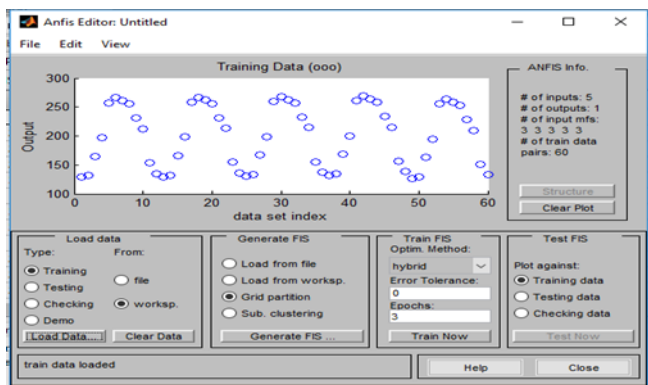 Anfis Editor: Untitled
File Edit View
Training Data (ooo)
300
250
200
150
100
Output
0 10 20 30 40 50 60
data set index
ANFIS Info.
# of inputs: 5
# of outputs: 1
# of input mfs:
3 3 3 3 3
# of train data
pairs: 60
Structure
Clear Plot
Load data
Type: From:
Training
Testing
Checking
Demo
file
worksp.
Load Data... Clear Data
Generate FIS
Load from file
Load from worksp.
Grid partition
Sub. clustering
Generate FIS ...
Train FIS
Optim. Method:
hybrid
Error Tolerance:
0
Epochs:
3
Train Now
Test FIS
Plot against:
Training data
Testing data
Checking data
Test Now
train data loaded
Help Close